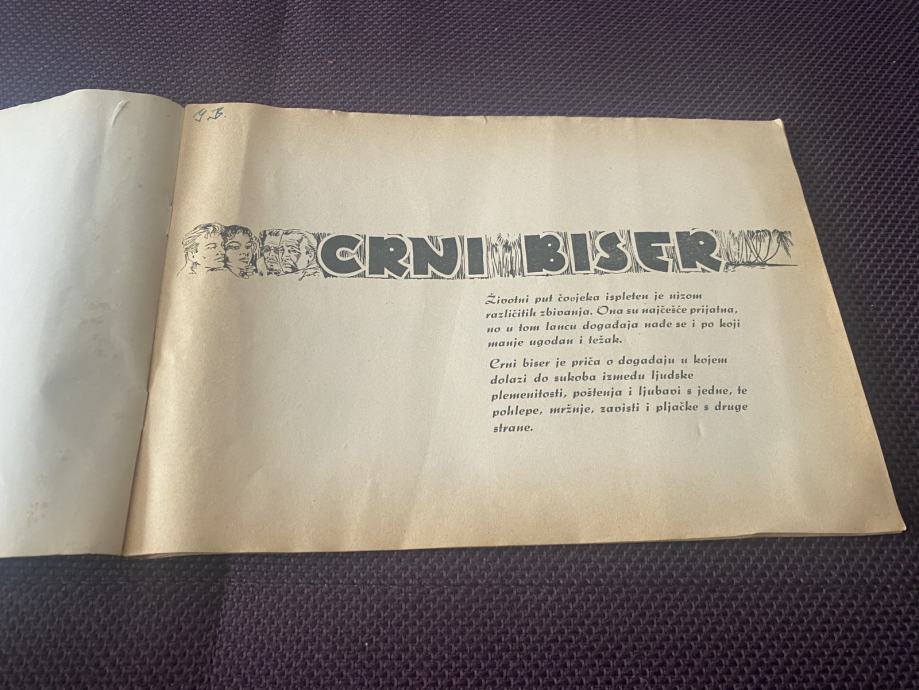 CRNI BISER
Životni put čovjeka ispleten je nizom
različitih zbivanja. Ona su najčešće prijatna,
no u tom lancu događaja nađe se i po koji
manje ugodan i težak.
Crni biser je priča o događaju u kojem
dolazi do sukoba između ljudske
plemenitosti, poštenja i ljubavi s jedne, te
pohlepe, mržnje, zavisti i pljačke s druge
strane.